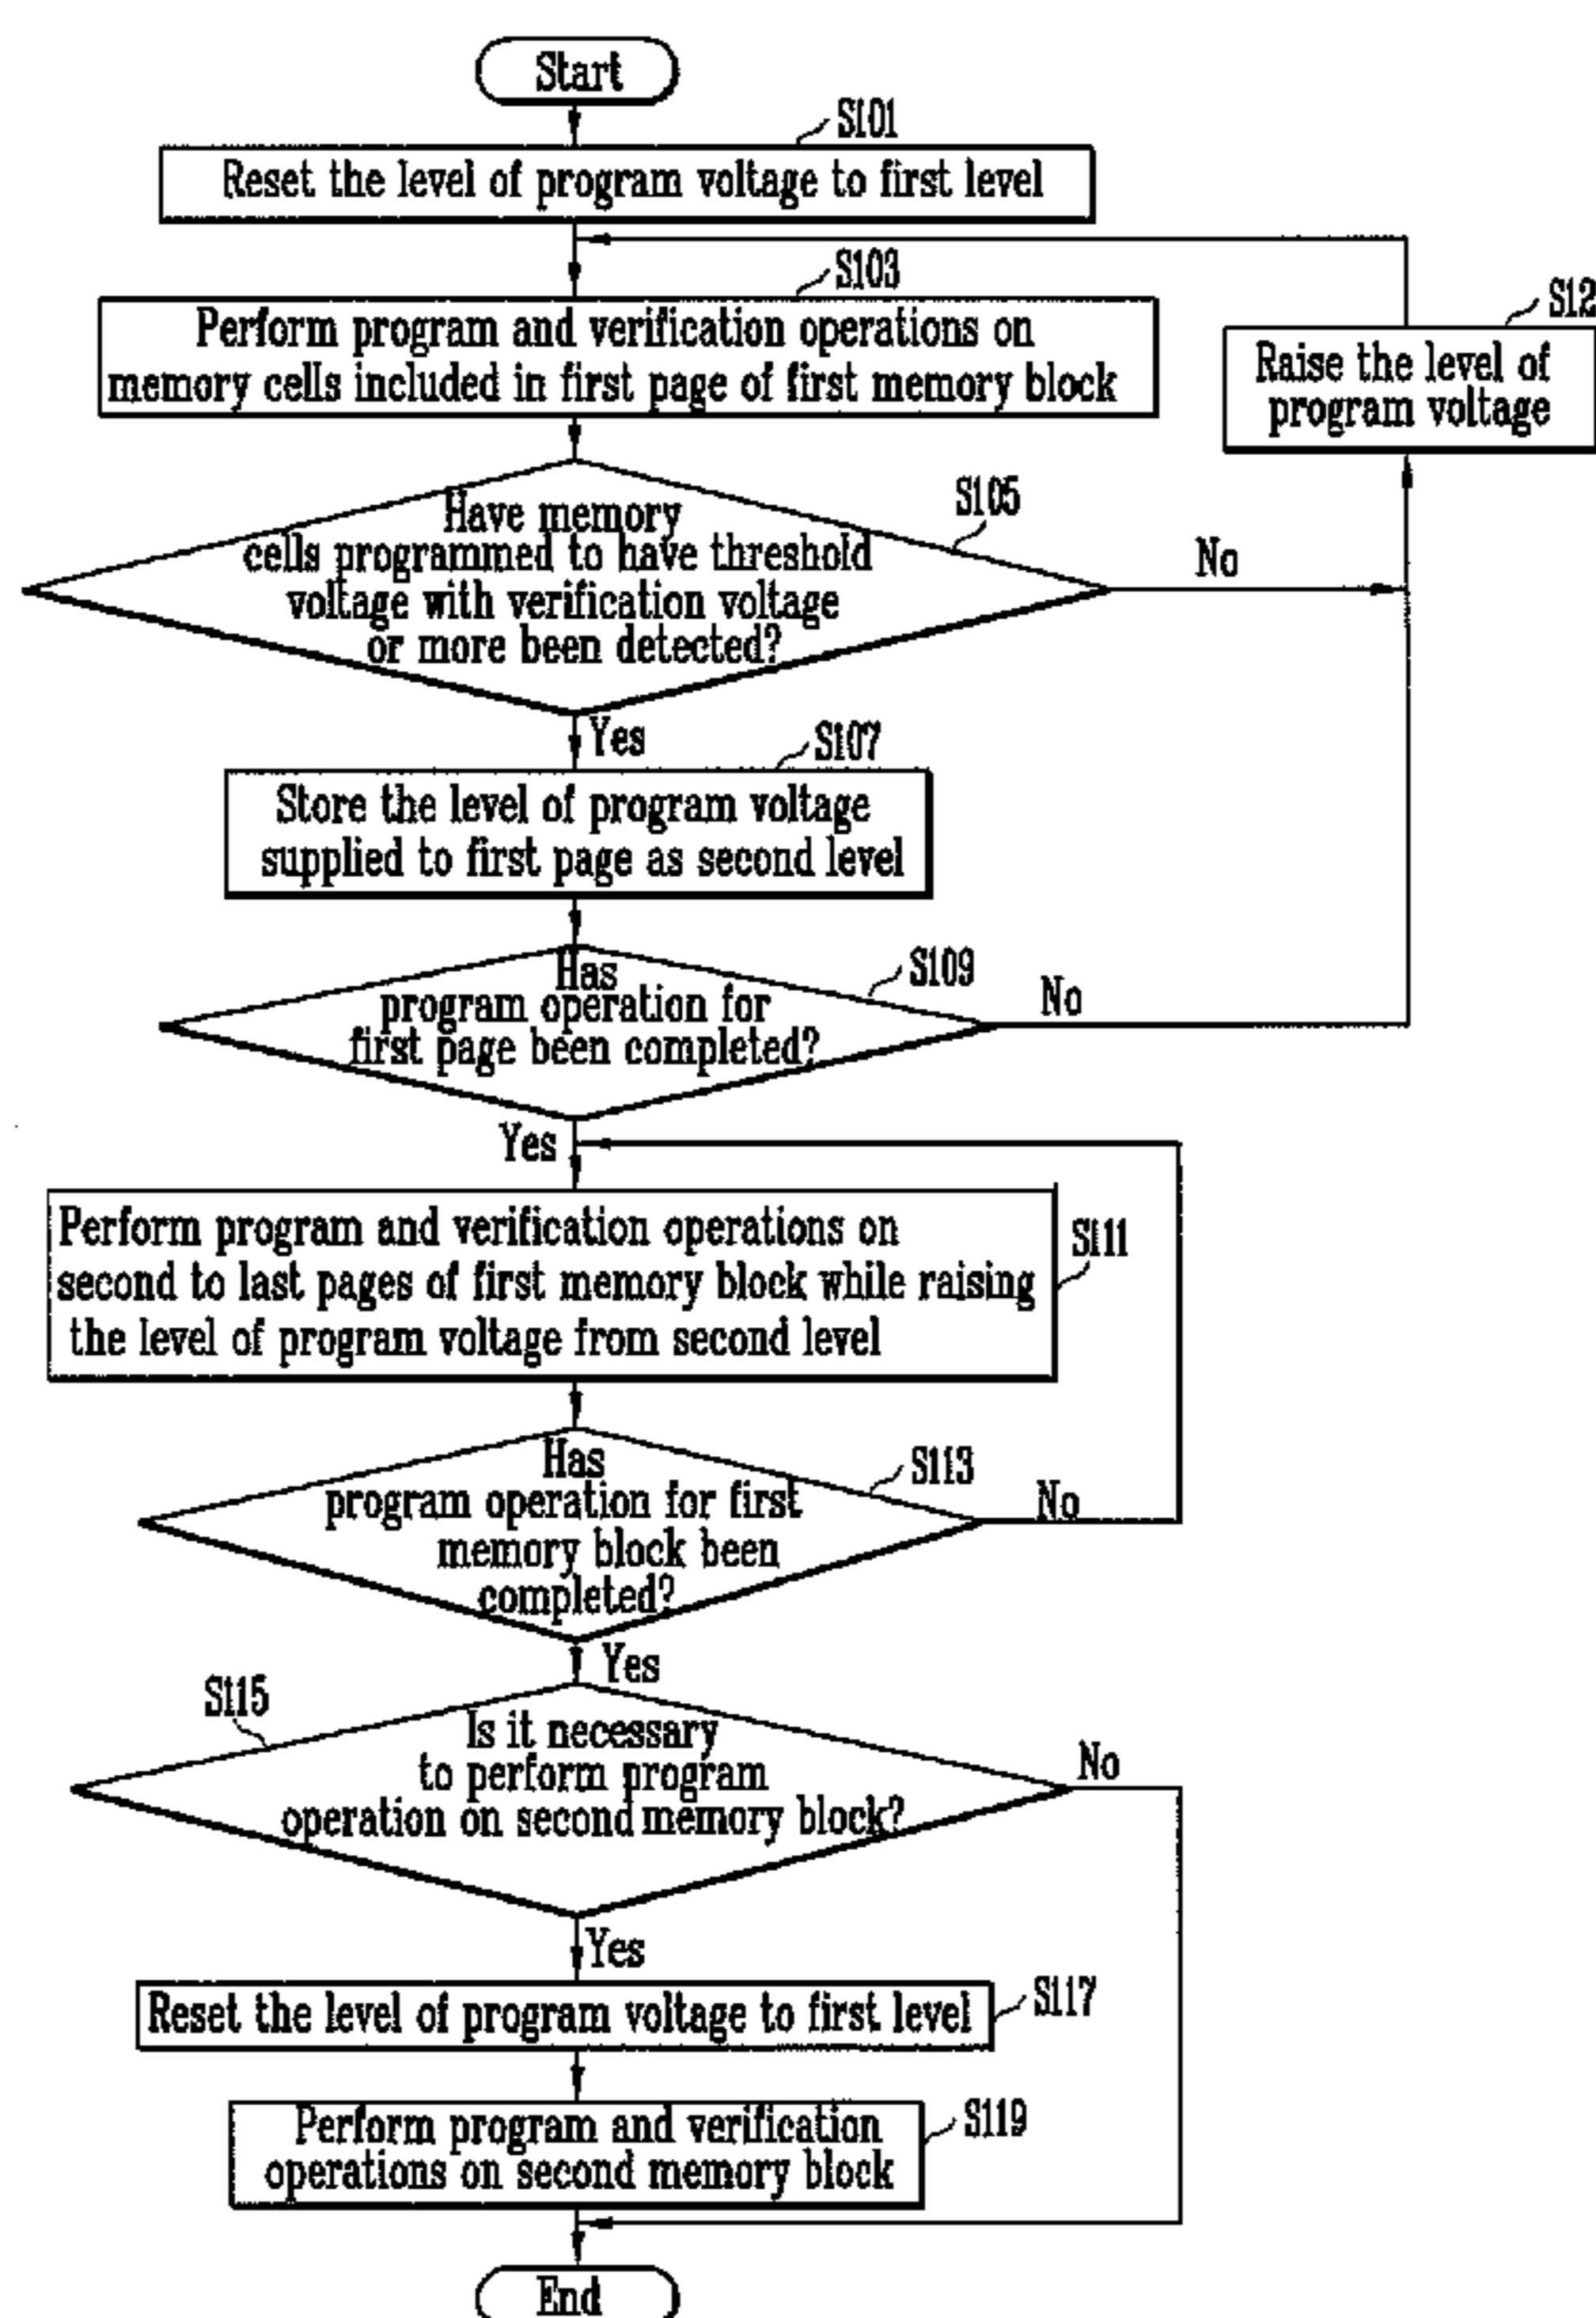 Start
S101
Reset the level of program voltage to first level
S103
Perform program and verification operations on
memory cells included in first page of first memory block
S12
Raise the level of
program voltage
S105
Have memory
cells programmed to have threshold
voltage with verification voltage
or more been detected?
No
Yes
S107
Store the level of program voltage
supplied to first page as second level
S109
Has
program operation for
first page been completed?
No
Yes
S111
Perform program and verification operations on
second to last pages of first memory block while raising
the level of program voltage from second level
S113
Has
program operation for first
memory block been
completed?
No
Yes
S115
Is it necessary
to perform program
operation on second memory block?
No
Yes
S117
Reset the level of program voltage to first level
S119
Perform program and verification
operations on second memory block
End